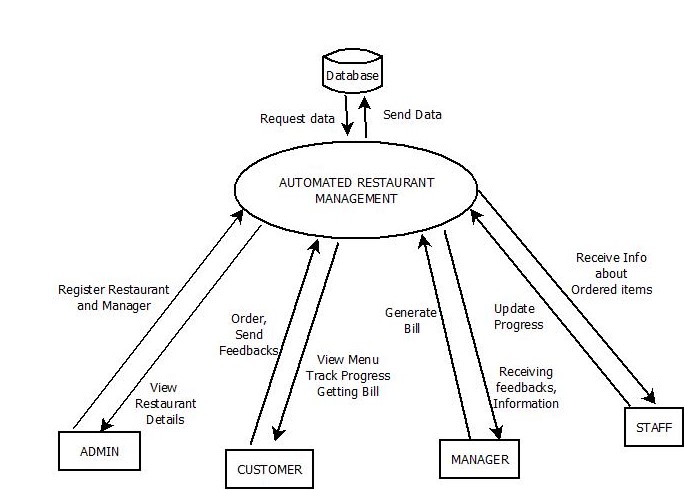 Database
Request data
Send Data
AUTOMATED RESTAURANT
MANAGEMENT
Register Restaurant
and Manager
View
Restaurant
Details
Order,
Send
Feedbacks
View Menu
Track Progress
Getting Bill
Generate
Bill
Receiving
feedbacks,
Information
Update
Progress
Receive Info
about
Ordered items
ADMIN
CUSTOMER
MANAGER
STAFF